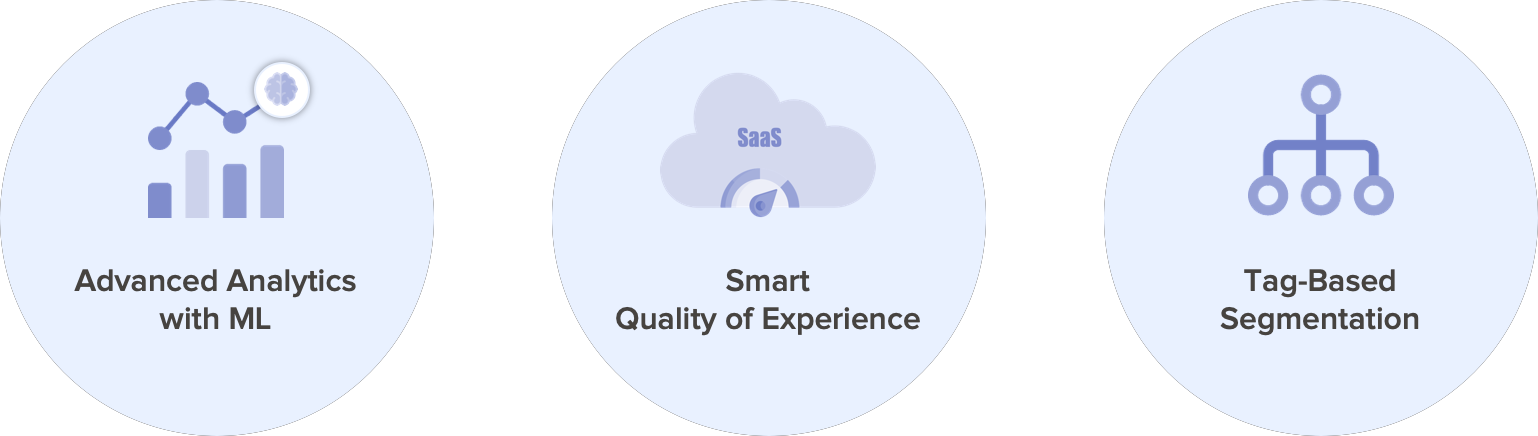 Advanced Analytics
with ML
SaaS
Smart
Quality of Experience
Tag-Based
Segmentation